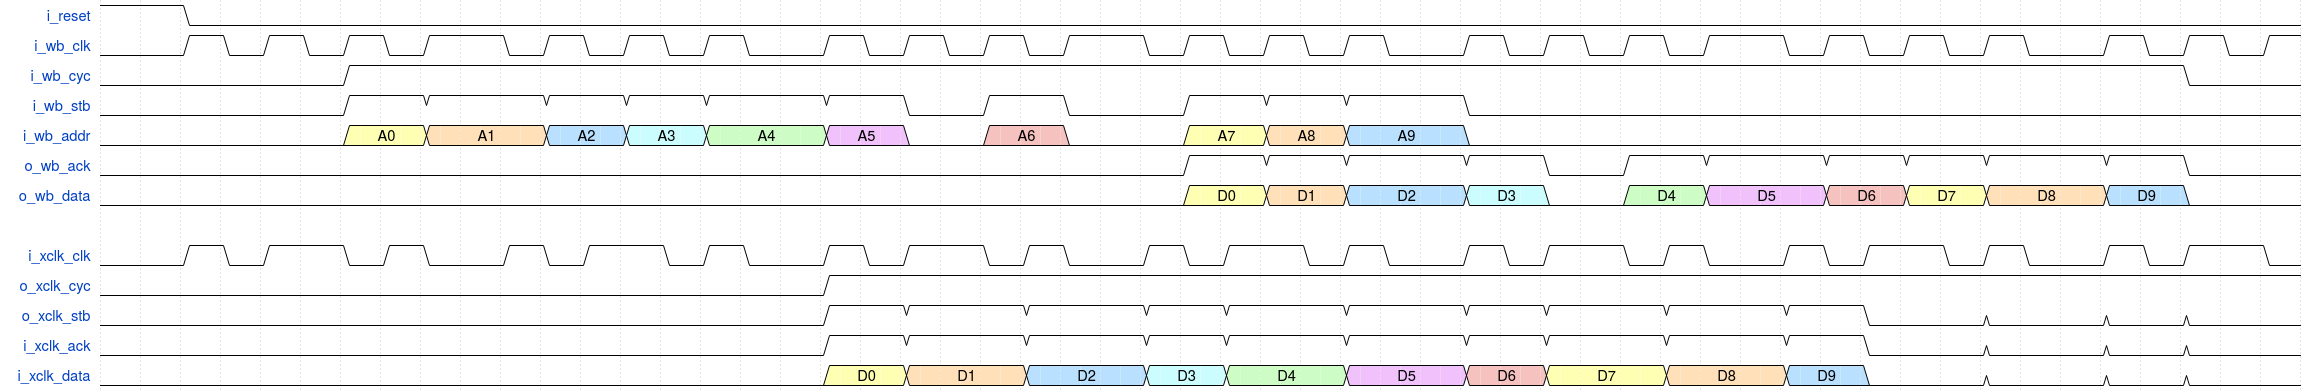 i_reset
i_wb_clk
i_wb_cyc
i_wb_stb
i_wb_addr A0 A1 A2 A3 A4 A5 A6 A7 A8 A9
o_wb_ack
o_wb_data D0 D1 D2 D3 D4 D5 D6 D7 D8 D9
i_xclk_clk
o_xclk_cyc
o_xclk_stb
i_xclk_ack
i_xclk_data D0 D1 D2 D3 D4 D5 D6 D7 D8 D9